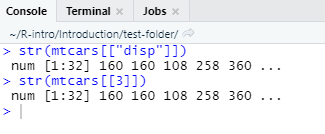 Console Terminal × Jobs ×
~/R-intro/Introduction/test-folder/
> str(mtcars[["disp"]])
 num [1:32] 160 160 108 258 360 ...
> str(mtcars[[3]])
 num [1:32] 160 160 108 258 360 ...
>